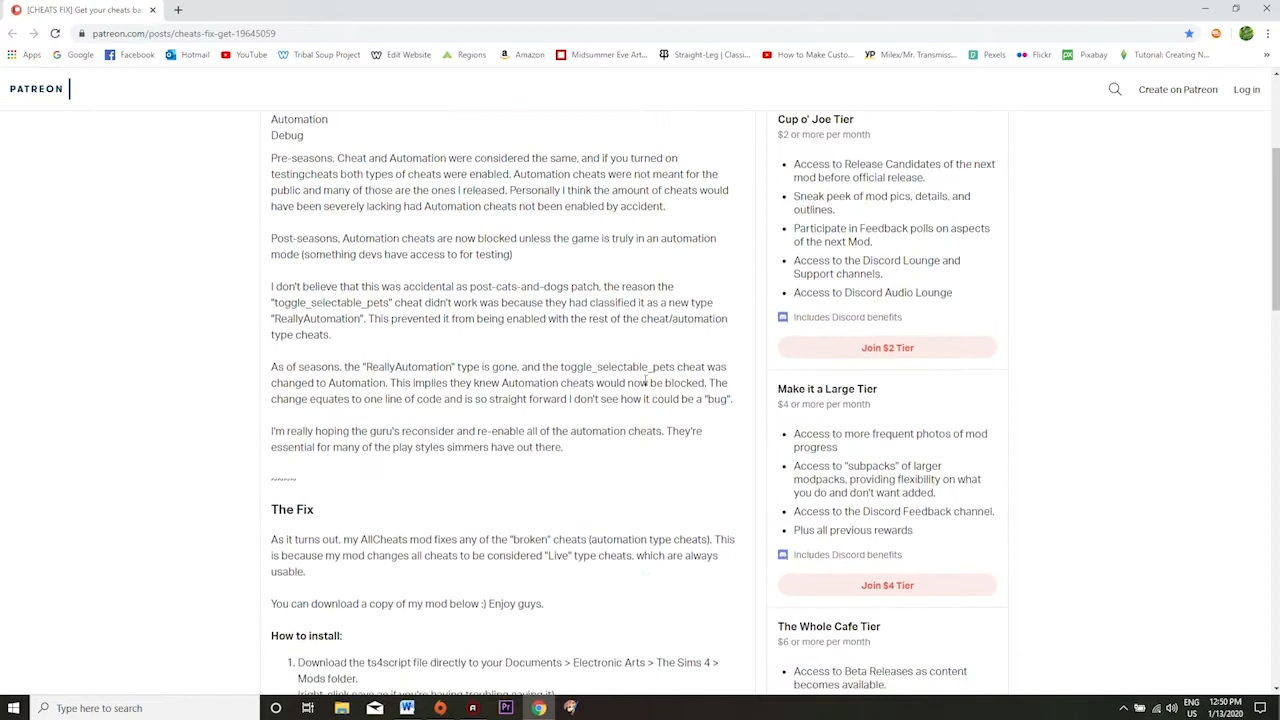 [CHEATS FIX] Get your cheats ba
patreon.com/posts/cheats-fix-get-19645059
Apps Google Facebook Hotmail YouTube Tribal Soup Project Edit Website Regions Amazon Midsummer Eve Art... Straight-Leg | Classi... How to Make Custo... Milex/Mr. Transmiss... Pexels Flickr Pixabay Tutorial: Creating N...
PATREON
Create on Patreon
Log in
Automation
Debug
Pre-seasons, Cheat and Automation were considered the same, and if you turned on
testingcheats both types of cheats were enabled. Automation cheats were not meant for the
public and many of those are the ones I released. Personally I think the amount of cheats would
have been severely lacking had Automation cheats not been enabled by accident.
Post-seasons, Automation cheats are now blocked unless the game is truly in an automation
mode (something devs have access to for testing)
I don't believe that this was accidental as post-cats-and-dogs patch, the reason the
"toggle_selectable_pets" cheat didn't work was because they had classified it as a new type
"ReallyAutomation". This prevented it from being enabled with the rest of the cheat/automation
type cheats.
As of seasons, the "ReallyAutomation" type is gone, and the toggle_selectable_pets cheat was
changed to Automation. This implies they knew Automation cheats would now be blocked. The
change equates to one line of code and is so straight forward I don't see how it could be a "bug".
I'm really hoping the guru's reconsider and re-enable all of the automation cheats. They're
essential for many of the play styles simmers have out there.
~~~~~~~
The Fix
As it turns out, my AllCheats mod fixes any of the "broken" cheats (automation type cheats). This
is because my mod changes all cheats to be considered "Live" type cheats, which are always
usable.
You can download a copy of my mod below :) Enjoy guys.
How to install:
1. Download the ts4script file directly to your Documents > Electronic Arts > The Sims 4 >
Mods folder.
(right-click save as if you're having troubling saving it)
Cup o' Joe Tier
$2 or more per month
• Access to Release Candidates of the next
mod before official release.
• Sneak peek of mod pics, details, and
outlines.
• Participate in Feedback polls on aspects
of the next Mod.
• Access to the Discord Lounge and
Support channels.
• Access to Discord Audio Lounge
Includes Discord benefits
Join $2 Tier
Make it a Large Tier
$4 or more per month
• Access to more frequent photos of mod
progress
• Access to "subpacks" of larger
modpacks, providing flexibility on what
you do and don't want added.
• Access to the Discord Feedback channel.
• Plus all previous rewards
Includes Discord benefits
Join $4 Tier
The Whole Cafe Tier
$6 or more per month
• Access to Beta Releases as content
becomes available.
Type here to search
ENG
US
12:50 PM
1/13/2020